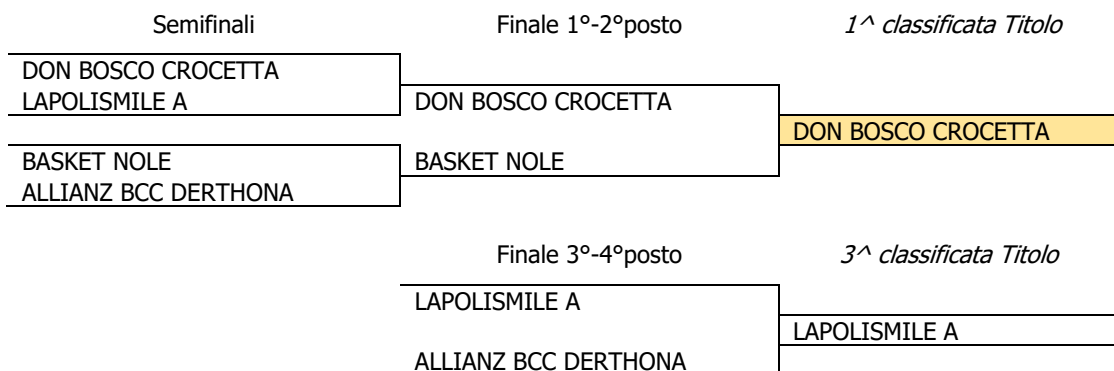 Semifinali Finale 1°-2°posto 1^ classificata Titolo
DON BOSCO CROCETTA
LAPOLISMILE A DON BOSCO CROCETTA
DON BOSCO CROCETTA
BASKET NOLE BASKET NOLE
ALLIANZ BCC DERTHONA
Finale 3°-4°posto 3^ classificata Titolo
LAPOLISMILE A
LAPOLISMILE A
ALLIANZ BCC DERTHONA